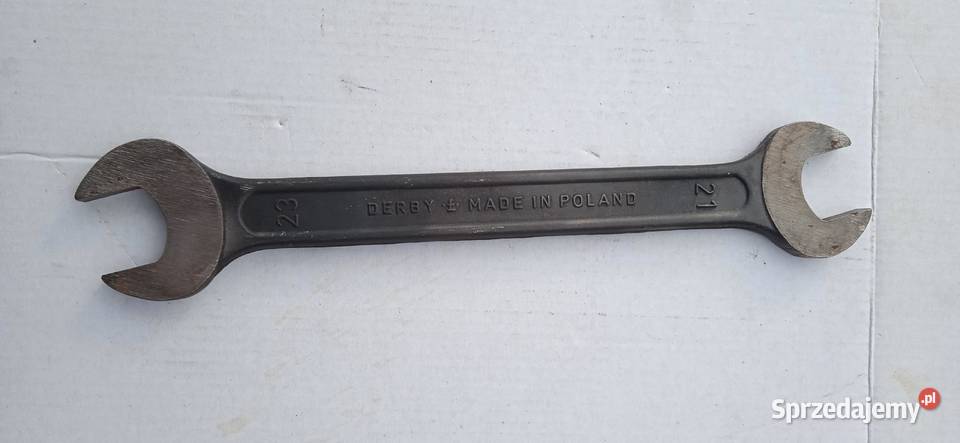 23
DERBY Ł MADE IN POLAND
21
Sprzedajemy.pl